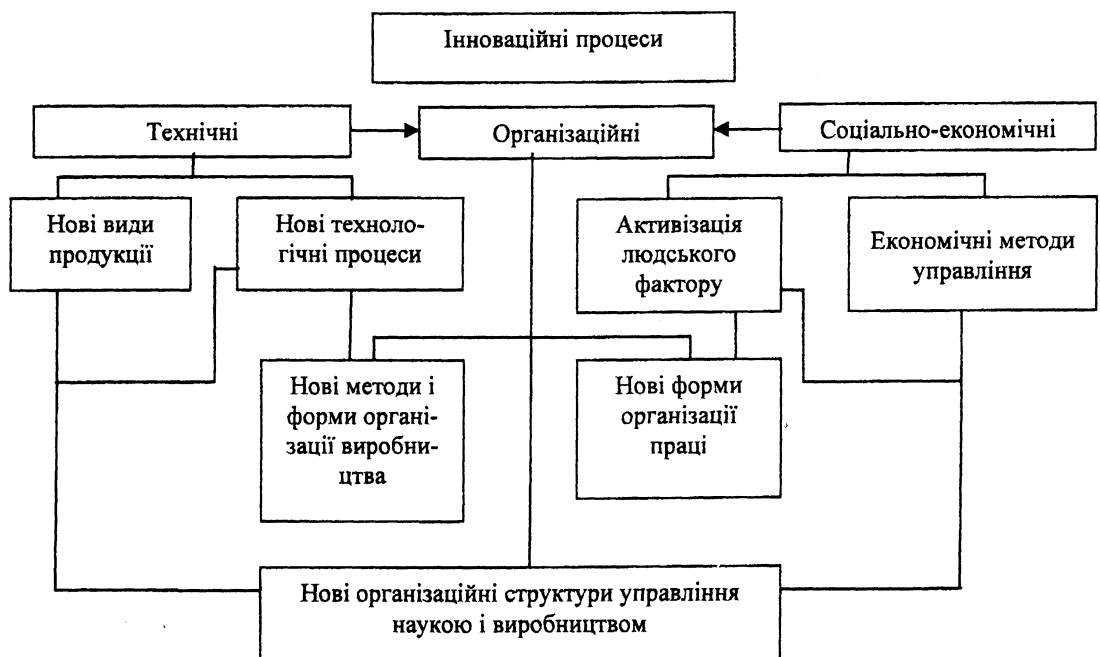 Інноваційні процеси
Технічні
Організаційні
Соціально-економічні
Нові види
продукції
Нові техноло-
гічні процеси
Активізація
людського
фактору
Економічні методи
управління
Нові методи і
форми органі-
зації виробни-
цтва
Нові форми
організації
праці
Нові організаційні структури управління
наукою і виробництвом